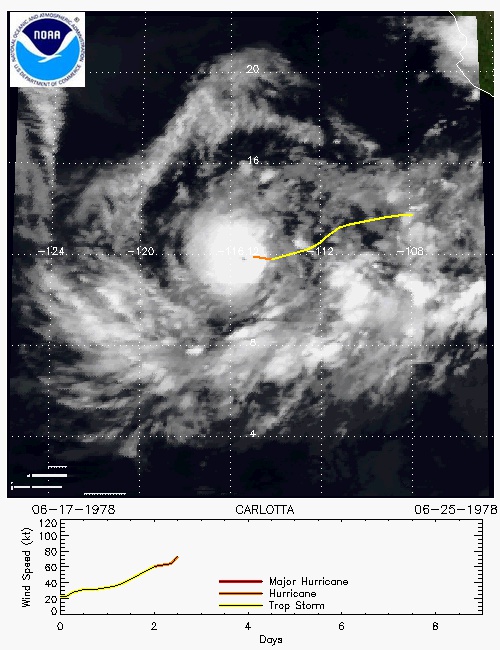 NATIONAL OCEANIC AND ATMOSPHERIC ADMINISTRATION
NOAA
U.S. DEPARTMENT OF COMMERCE
20
16
-124 -120 -116 12 -112 -108
8
4
06-17-1978 CARLOTTA 06-25-1978
Wind Speed (kt)
120
100
80
60
40
20
0
Major Hurricane
Hurricane
Trop Storm
0 2 4 6 8
Days